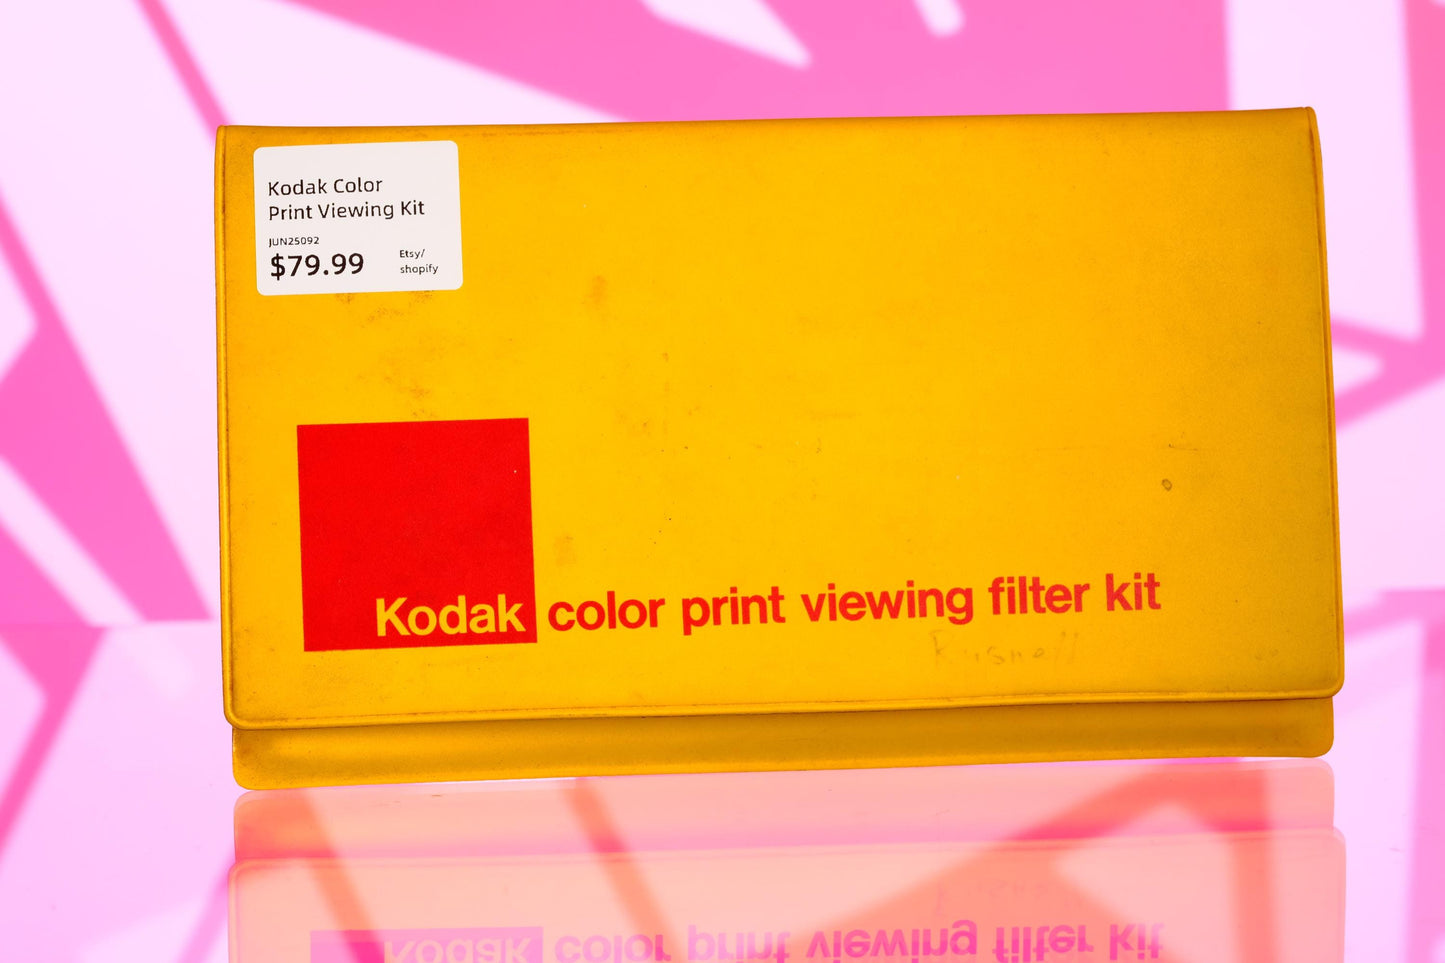 Kodak Color
Print Viewing Kit
JUN25092
$79.99
Etsy/
shopify
Kodak color print viewing filter kit